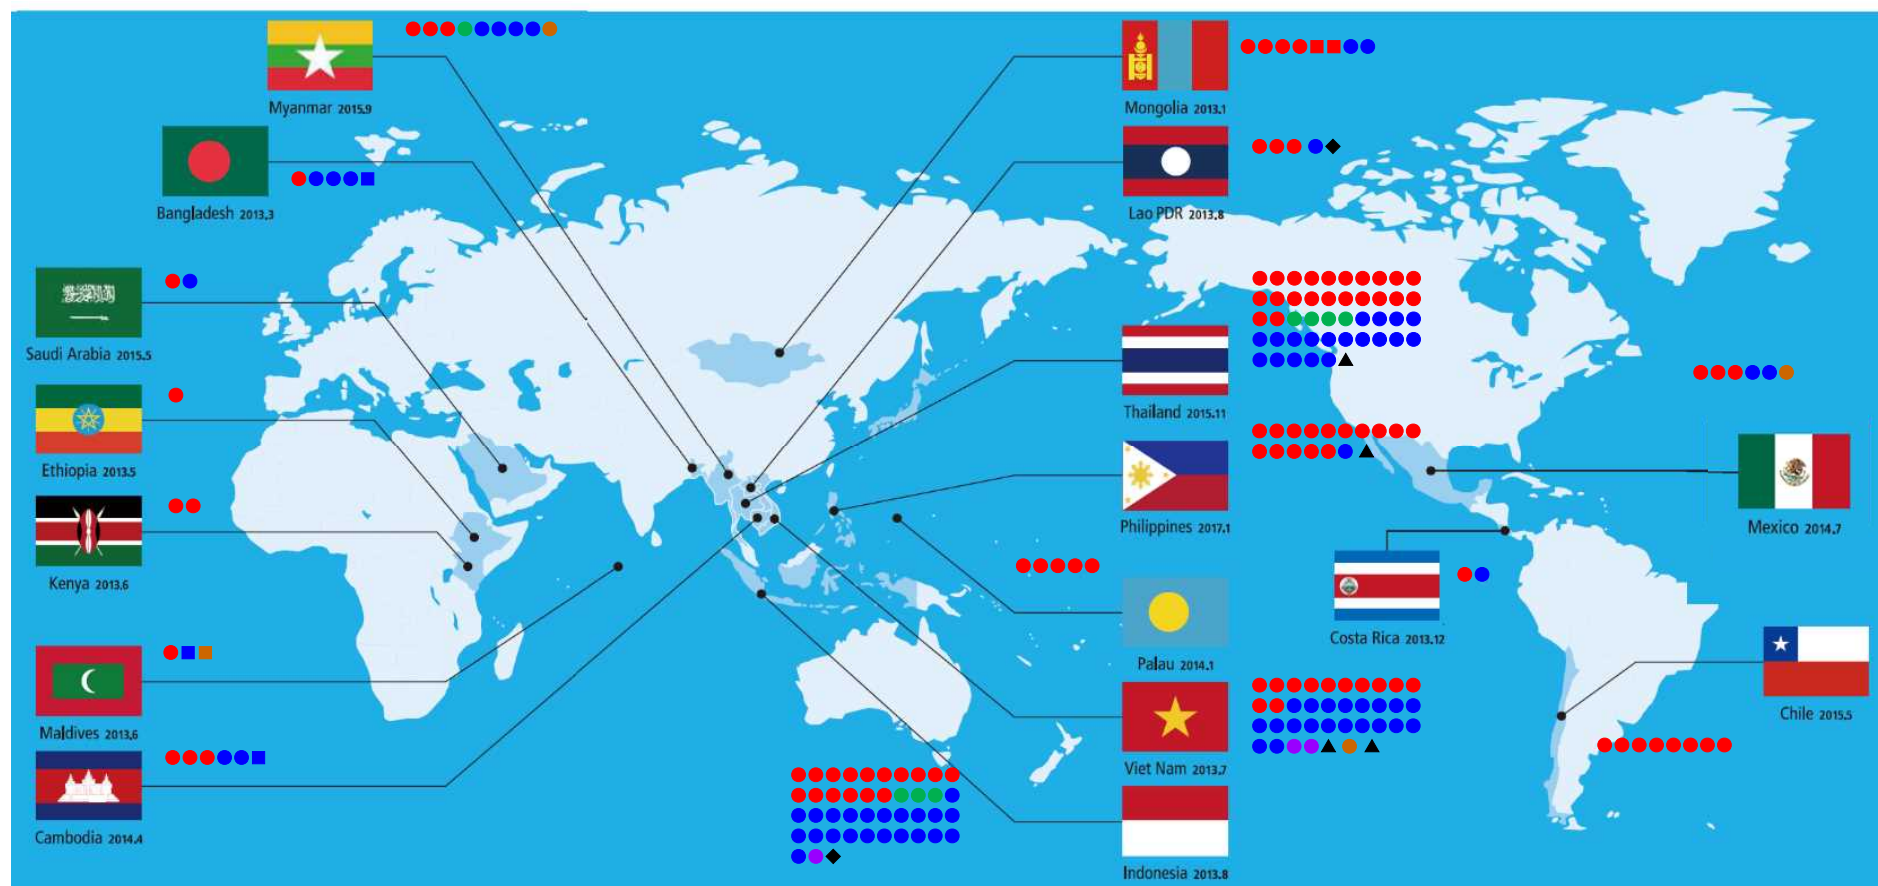 Myanmar 2015.9
Mongolia 2013.1
Bangladesh 2013.3
Lao PDR 2013.8
Saudi Arabia 2015.5
Thailand 2015.11
Ethiopia 2013.5
Philippines 2017.1
Mexico 2014.7
Kenya 2013.6
Costa Rica 2013.12
Palau 2014.1
Chile 2015.5
Maldives 2013.6
Viet Nam 2013.7
Cambodia 2014.4
Indonesia 2013.8